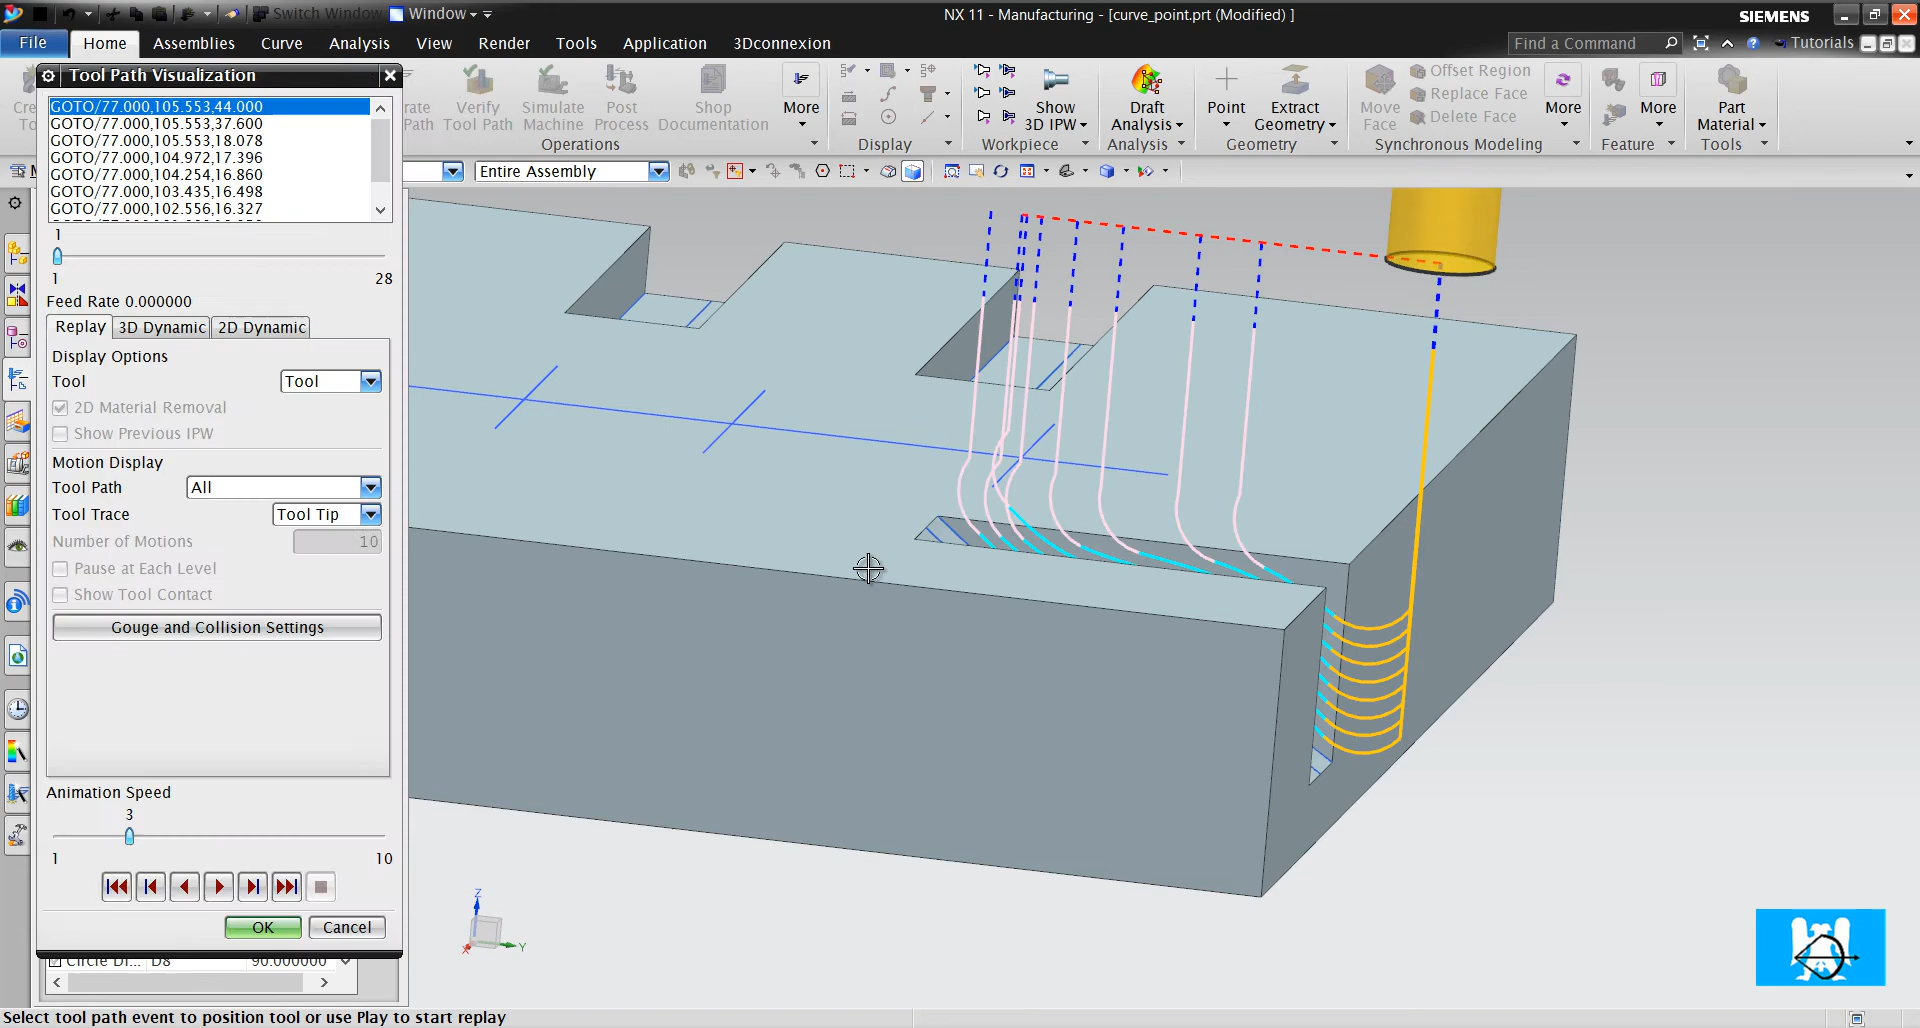 Switch Window Window NX 11 - Manufacturing - [curve_point.prt (Modified) ] SIEMENS
File Home Assemblies Curve Analysis View Render Tools Application 3Dconnexion Find a Command Tutorials
Tool Path Visualization
Verify Tool Path
Simulate Machine
Post Process
Shop Documentation
More
Operations
Display
Show 3D IPW
Workpiece
Draft Analysis
Analysis
Point
Extract Geometry
Geometry
Move Face
Offset Region
Replace Face
Delete Face
More
Synchronous Modeling
More
Feature
Part Material
Tools
Entire Assembly
GOTO/77.000,105.553,44.000
GOTO/77.000,105.553,37.600
GOTO/77.000,105.553,18.078
GOTO/77.000,104.972,17.396
GOTO/77.000,104.254,16.860
GOTO/77.000,103.435,16.498
GOTO/77.000,102.556,16.327
1
1 28
Feed Rate 0.000000
Replay 3D Dynamic 2D Dynamic
Display Options
Tool Tool
2D Material Removal
Show Previous IPW
Motion Display
Tool Path All
Tool Trace Tool Tip
Number of Motions 10
Pause at Each Level
Show Tool Contact
Gouge and Collision Settings
Animation Speed
3
1 10
OK Cancel
Z
X Y
Select tool path event to position tool or use Play to start replay